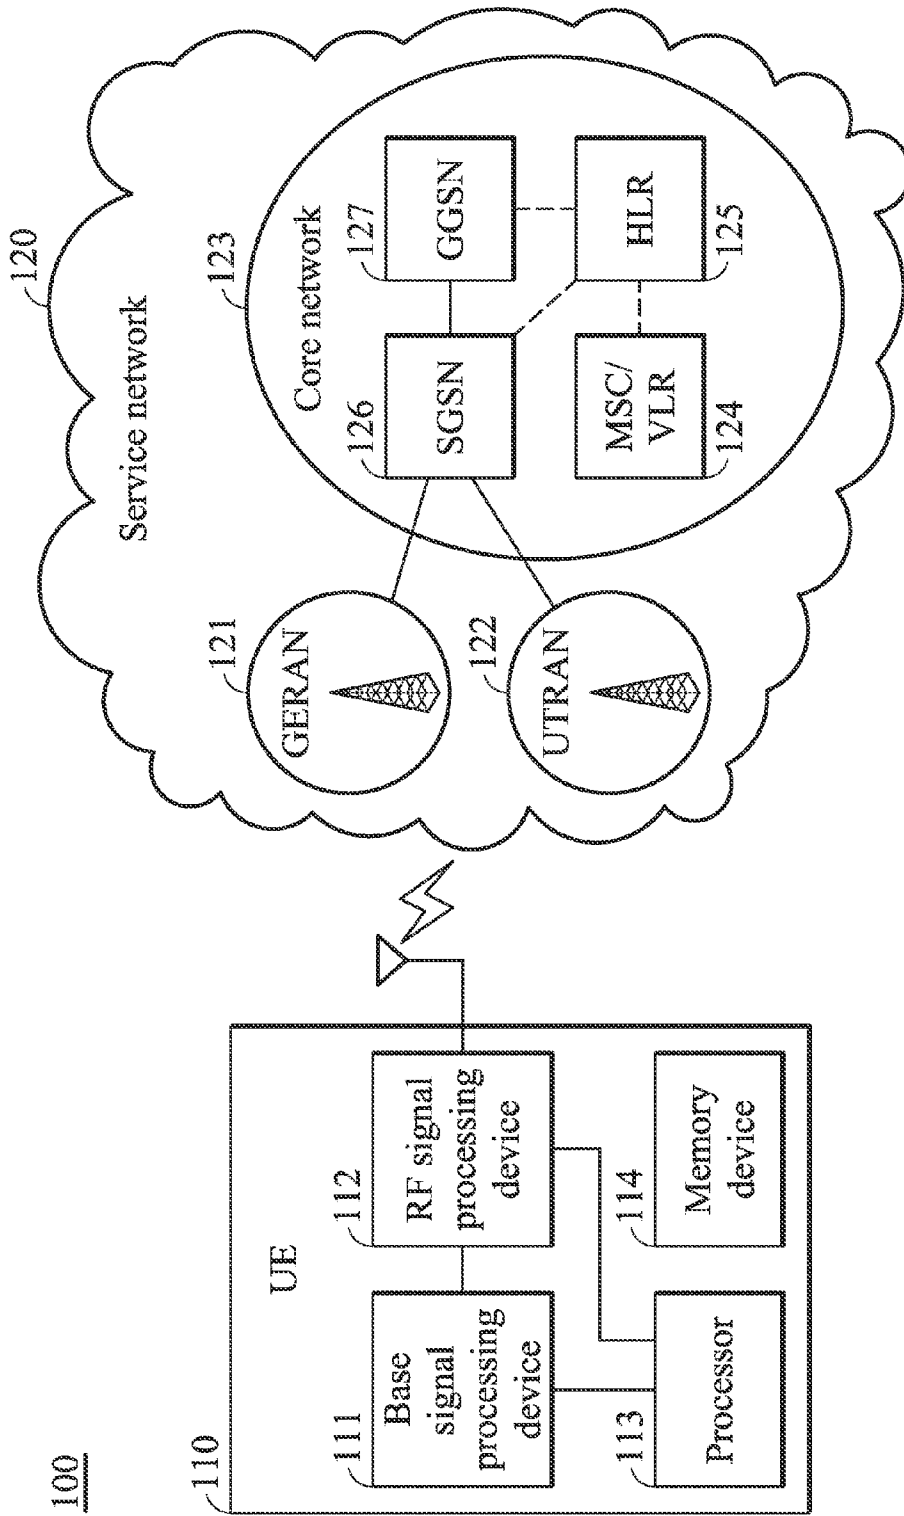 100
110
UE
111
Base
signal
processing
device
112
RF signal
processing
device
113
Processor
114
Memory
device
120
Service network
121
GERAN
122
UTRAN
123
Core network
126
SGSN
127
GGSN
MSC/
VLR
124
HLR
125